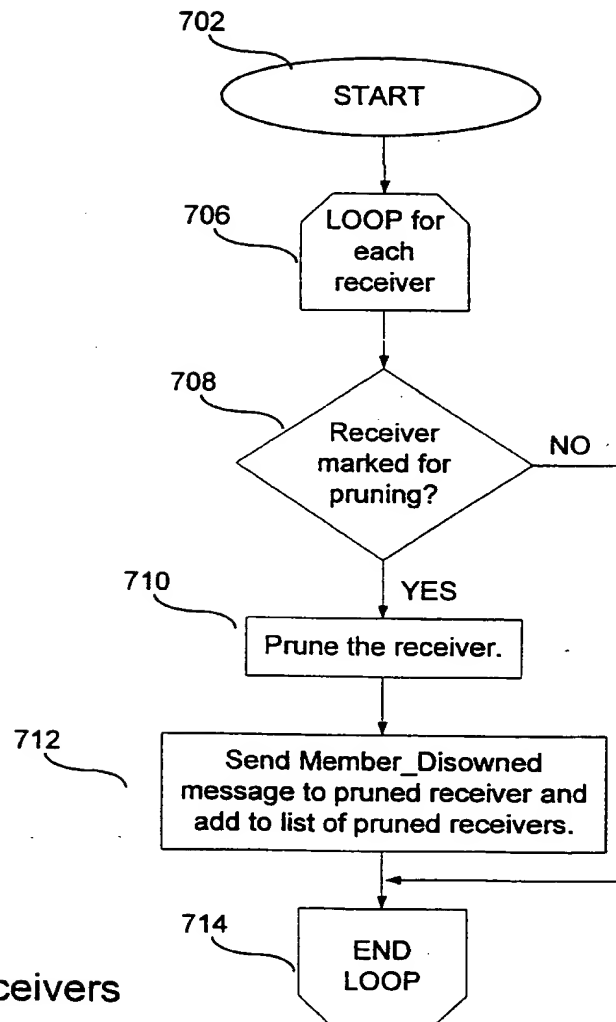 702
START
706
LOOP for
each
receiver
708
Receiver
marked for
pruning?
NO
YES
710
Prune the receiver.
712
Send Member_Disowned
message to pruned receiver and
add to list of pruned receivers.
714
END
LOOP
ceivers